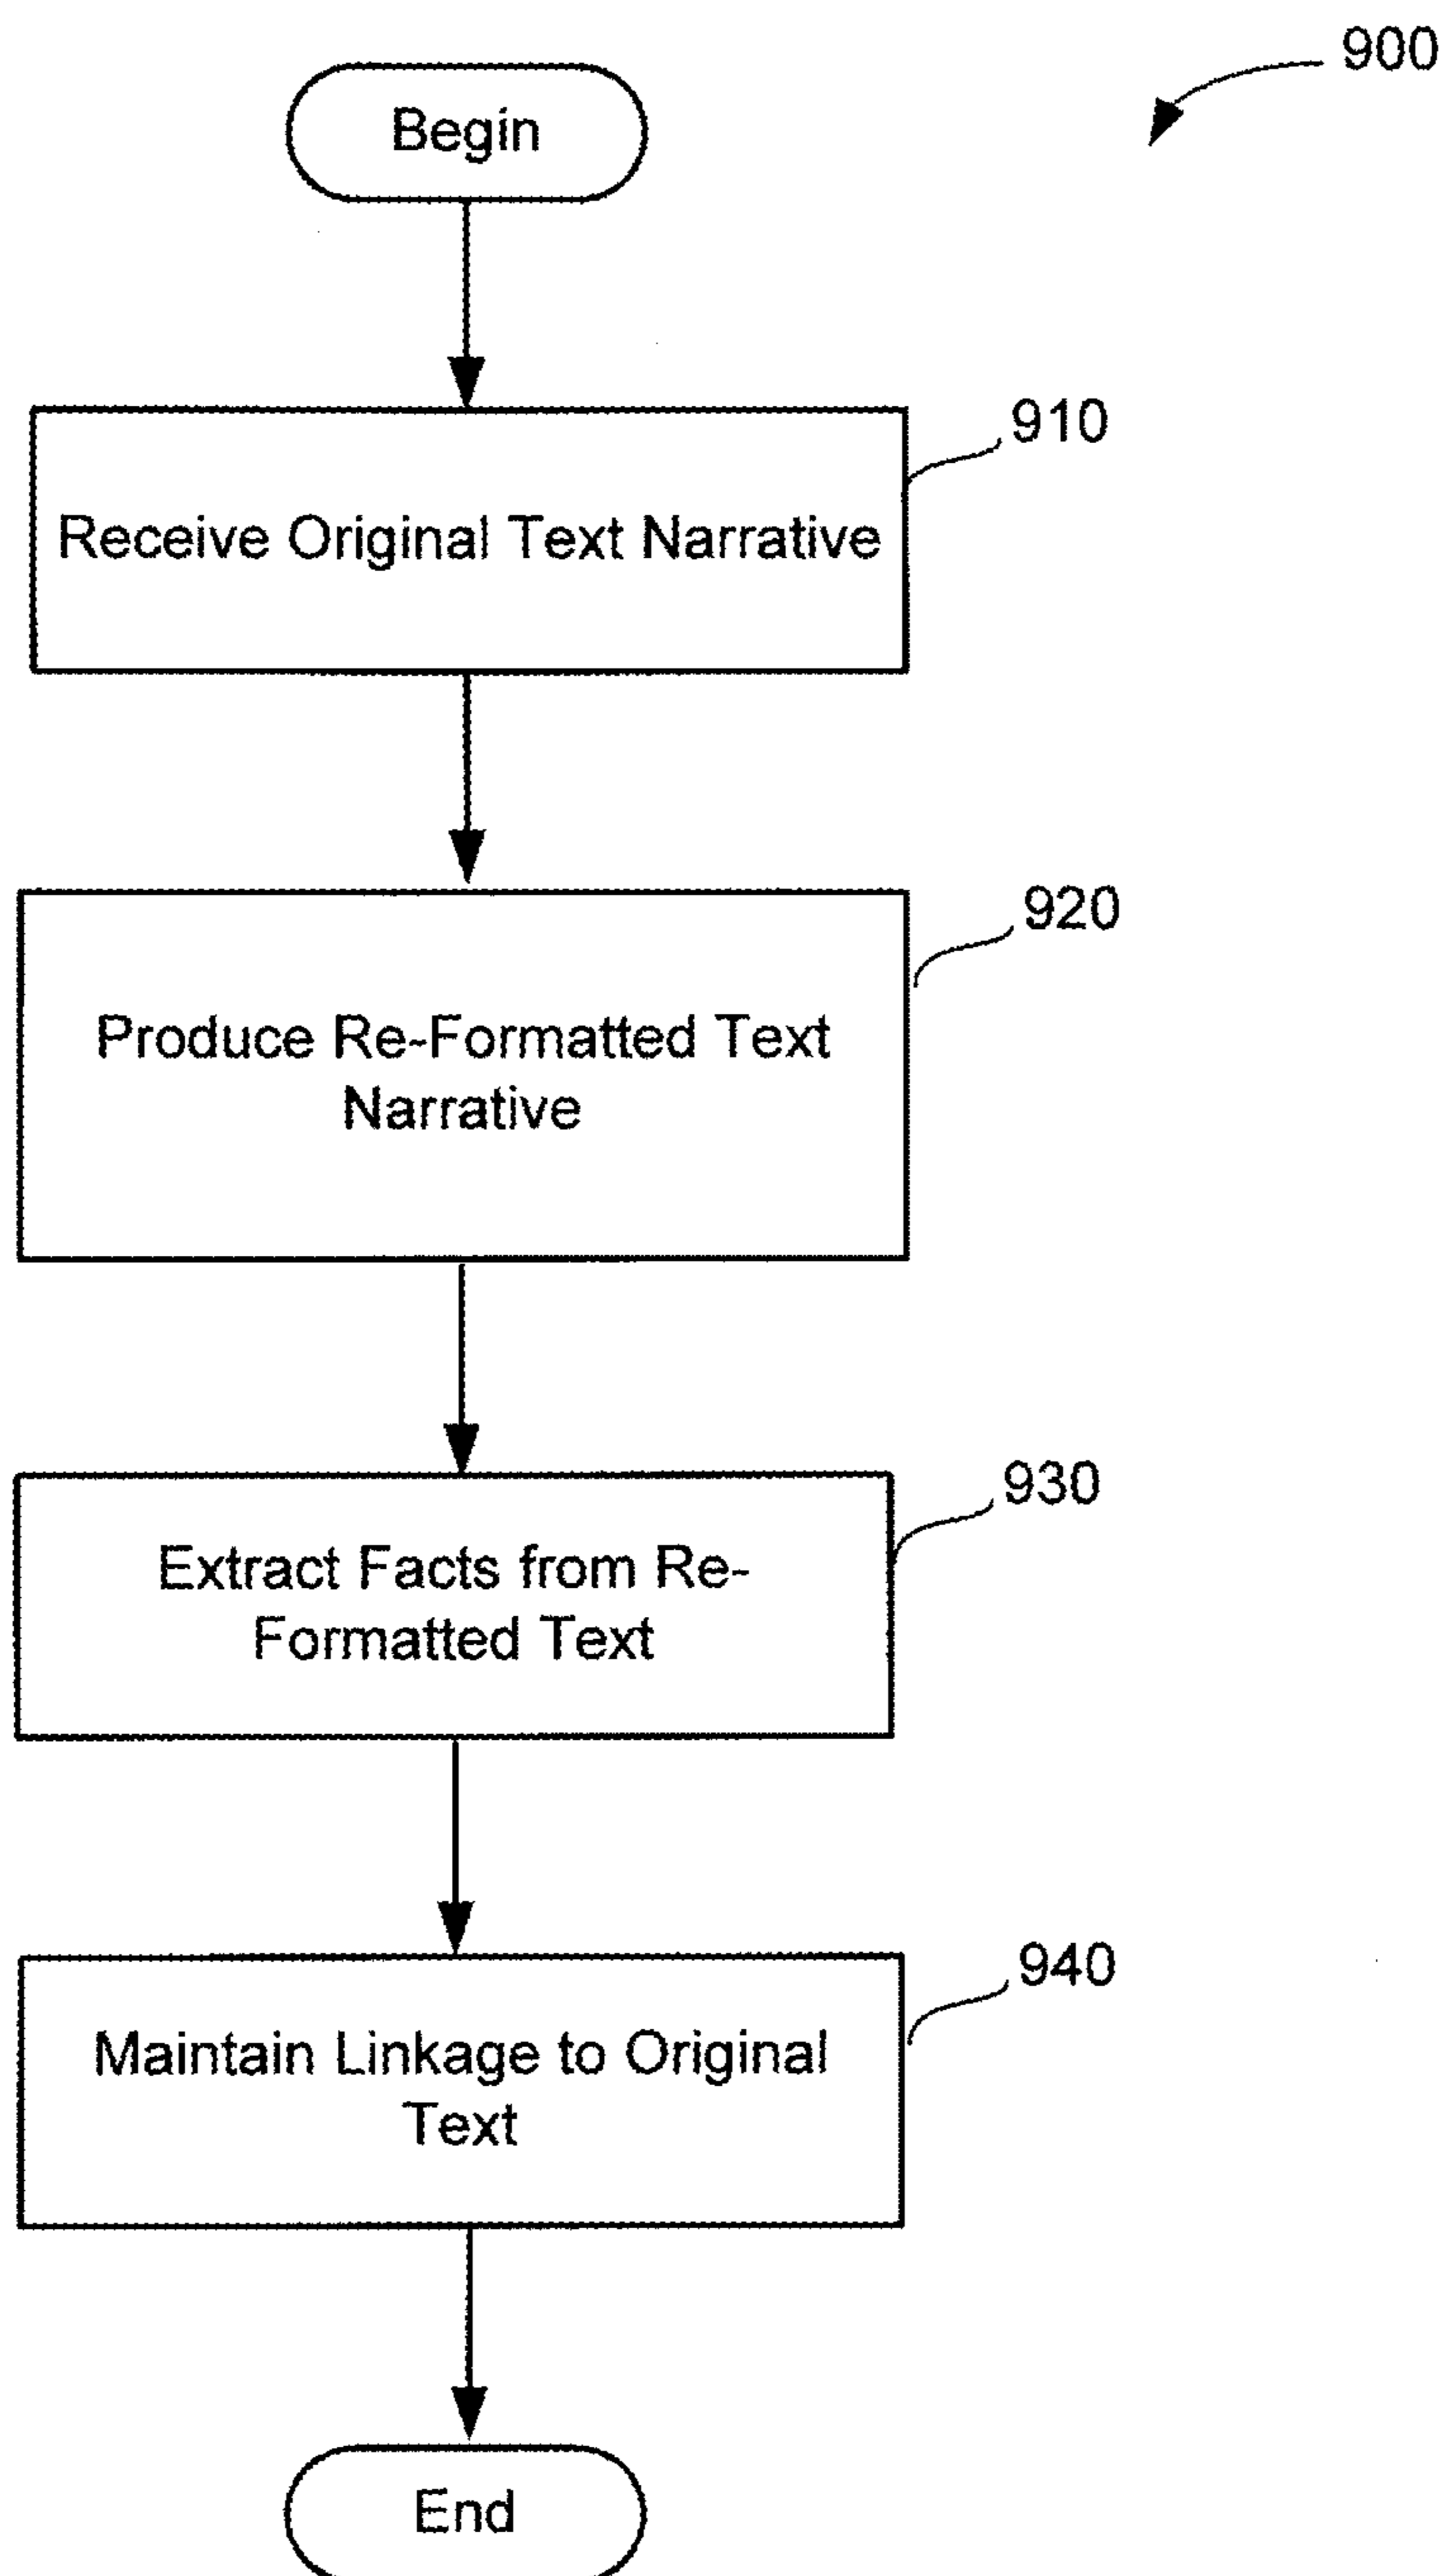 900
Begin
910
Receive Original Text Narrative
920
Produce Re-Formatted Text
Narrative
930
Extract Facts from Re-
Formatted Text
940
Maintain Linkage to Original
Text
End